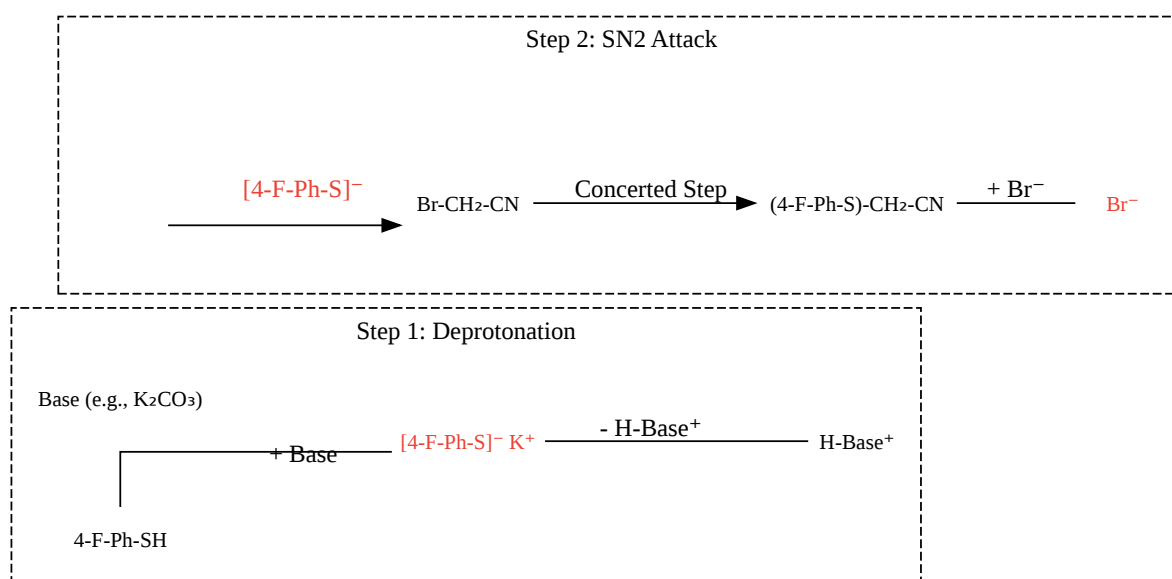 Step 2: SN2 Attack
[4-F-Ph-S]⁻
Br-CH₂-CN
Concerted Step
(4-F-Ph-S)-CH₂-CN
+ Br⁻
Br⁻
Step 1: Deprotonation
Base (e.g., K₂CO₃)
+ Base
[4-F-Ph-S]⁻ K⁺
- H-Base⁺
H-Base⁺
4-F-Ph-SH